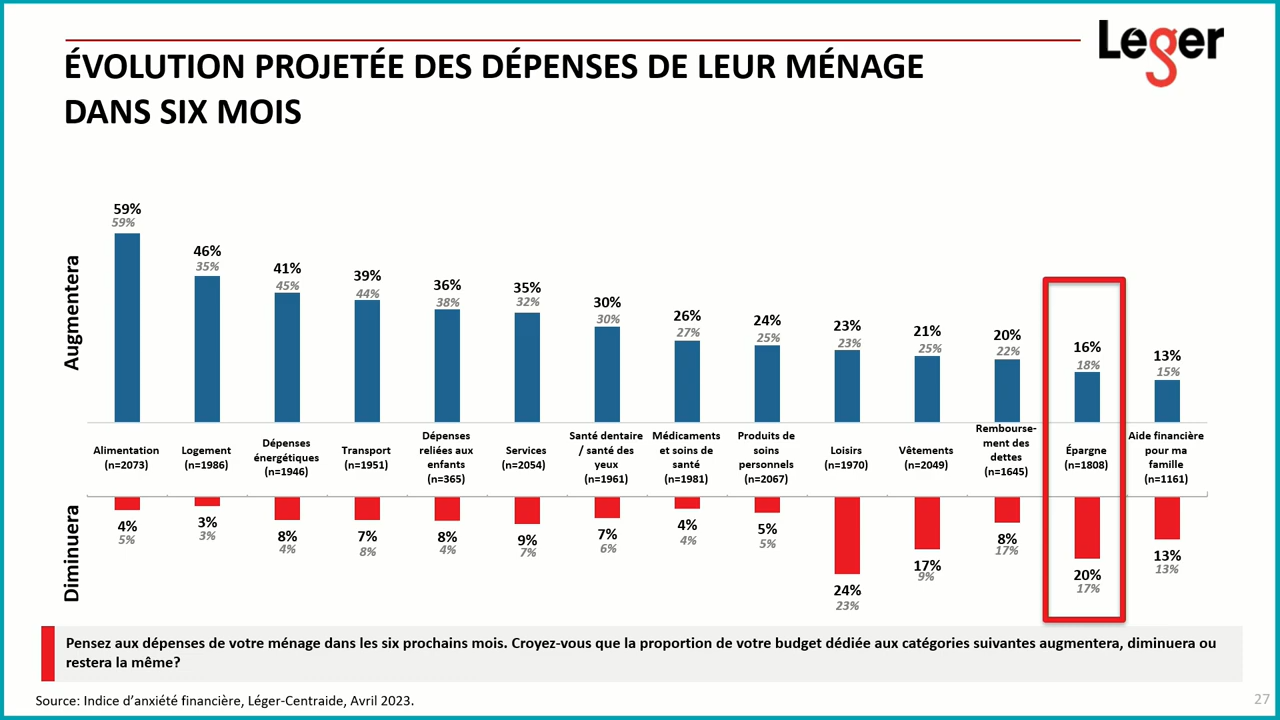 Leger
ÉVOLUTION PROJETÉE DES DÉPENSES DE LEUR MÉNAGE
DANS SIX MOIS
Augmentera
59%
59%
46%
35%
41%
45%
39%
44%
36%
38%
35%
32%
30%
30%
26%
27%
24%
25%
23%
23%
21%
25%
20%
22%
16%
18%
13%
15%
Alimentation
(n=2073)
Logement
(n=1986)
Dépenses
énergétiques
(n=1946)
Transport
(n=1951)
Dépenses
reliées aux
enfants
(n=365)
Services
(n=2054)
Santé dentaire
/ santé des
yeux
(n=1961)
Médicaments
et soins de
santé
(n=1981)
Produits de
soins
personnels
(n=2067)
Loisirs
(n=1970)
Vêtements
(n=2049)
Rembourse-
ment des
dettes
(n=1645)
Épargne
(n=1808)
Aide financière
pour ma
famille
(n=1161)
Diminuera
4%
5%
3%
3%
8%
4%
7%
8%
8%
4%
9%
7%
7%
6%
4%
4%
5%
5%
24%
23%
17%
9%
8%
17%
20%
17%
13%
13%
Pensez aux dépenses de votre ménage dans les six prochains mois. Croyez-vous que la proportion de votre budget dédiée aux catégories suivantes augmentera, diminuera ou
restera la même?
Source: Indice d'anxiété financière, Léger-Centraide, Avril 2023.
27